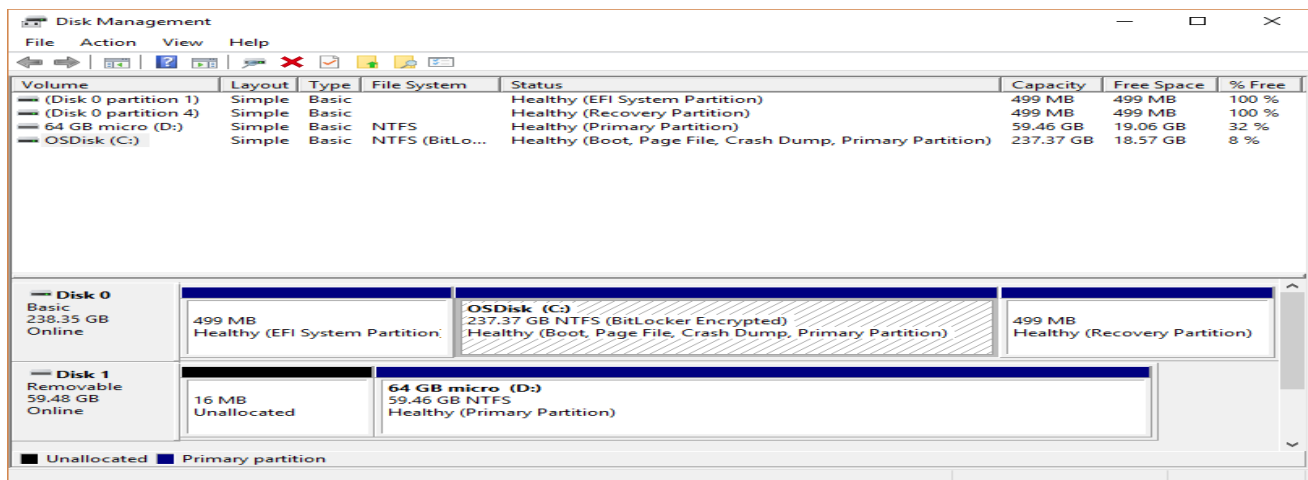 Disk Management
File Action View Help
Volume Layout Type File System Status Capacity Free Space % Free
(Disk 0 partition 1) Simple Basic Healthy (EFI System Partition) 499 MB 499 MB 100 %
(Disk 0 partition 4) Simple Basic Healthy (Recovery Partition) 499 MB 499 MB 100 %
64 GB micro (D:) Simple Basic NTFS Healthy (Primary Partition) 59.46 GB 19.06 GB 32 %
OSDisk (C:) Simple Basic NTFS (BitLo... Healthy (Boot, Page File, Crash Dump, Primary Partition) 237.37 GB 18.57 GB 8 %
Disk 0
Basic
238.35 GB
Online
499 MB
Healthy (EFI System Partition)
OSDisk (C:)
237.37 GB NTFS (BitLocker Encrypted)
Healthy (Boot, Page File, Crash Dump, Primary Partition)
499 MB
Healthy (Recovery Partition)
Disk 1
Removable
59.48 GB
Online
16 MB
Unallocated
64 GB micro (D:)
59.46 GB NTFS
Healthy (Primary Partition)
Unallocated Primary partition